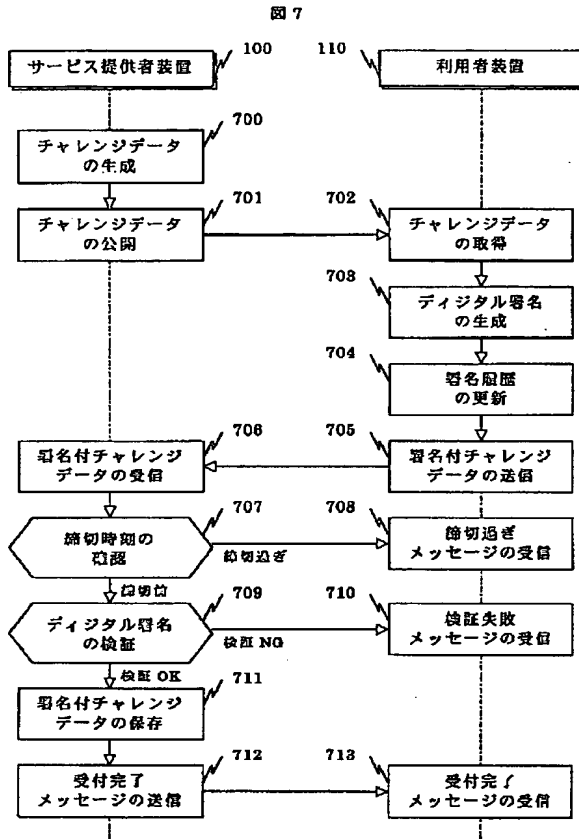 図7
100
110
サービス提供者装置
利用者装置
700
チャレンジデータ
の生成
701
702
チャレンジデータ
の公開
チャレンジデータ
の取得
703
ディジタル署名
の生成
704
署名履歴
の更新
706
705
署名付チャレンジ
データの受信
署名付チャレンジ
データの送信
707
708
締切時刻の
確認
締切過ぎ
締切過ぎ
メッセージの受信
締切前
709
710
ディジタル署名
の検証
検証 NG
検証失敗
メッセージの受信
検証 OK
711
署名付チャレンジ
データの保存
712
713
受付完了
メッセージの送信
受付完了
メッセージの受信